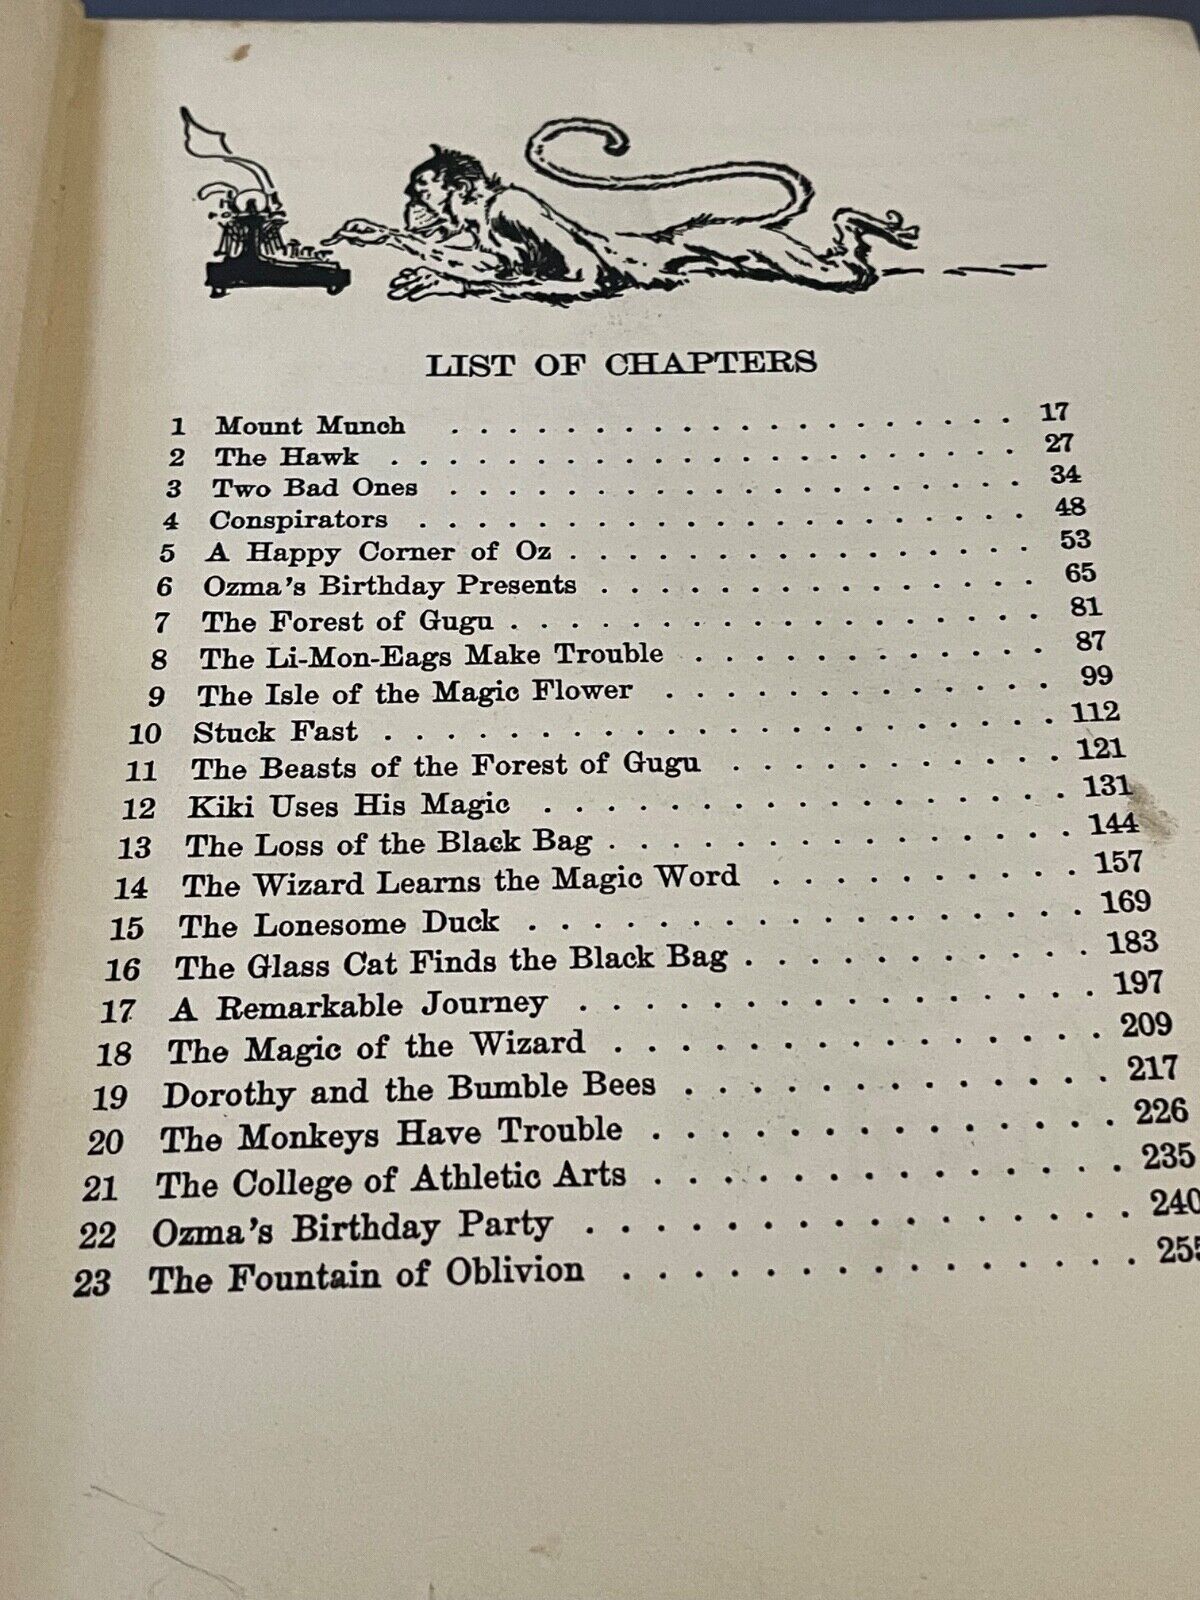 LIST OF CHAPTERS
1 Mount Munch . . . . . . . . . . . . . . . . . . . . 17
2 The Hawk . . . . . . . . . . . . . . . . . . . . . . 27
3 Two Bad Ones . . . . . . . . . . . . . . . . . . . . 34
4 Conspirators . . . . . . . . . . . . . . . . . . . . . 48
5 A Happy Corner of Oz . . . . . . . . . . . . . . . . 53
6 Ozma's Birthday Presents . . . . . . . . . . . . . . 65
7 The Forest of Gugu . . . . . . . . . . . . . . . . . . 81
8 The Li-Mon-Eags Make Trouble . . . . . . . . . . . . 87
9 The Isle of the Magic Flower . . . . . . . . . . . . . 99
10 Stuck Fast . . . . . . . . . . . . . . . . . . . . . 112
11 The Beasts of the Forest of Gugu . . . . . . . . . . . 121
12 Kiki Uses His Magic . . . . . . . . . . . . . . . . 131
13 The Loss of the Black Bag . . . . . . . . . . . . . . 144
14 The Wizard Learns the Magic Word . . . . . . . . . . 157
15 The Lonesome Duck . . . . . . . . . . . . . . . . . 169
16 The Glass Cat Finds the Black Bag . . . . . . . . . . . 183
17 A Remarkable Journey . . . . . . . . . . . . . . . . 197
18 The Magic of the Wizard . . . . . . . . . . . . . . . 209
19 Dorothy and the Bumble Bees . . . . . . . . . . . . . 217
20 The Monkeys Have Trouble . . . . . . . . . . . . . . 226
21 The College of Athletic Arts . . . . . . . . . . . . . . 235
22 Ozma's Birthday Party . . . . . . . . . . . . . . . . 240
23 The Fountain of Oblivion . . . . . . . . . . . . . . . 255